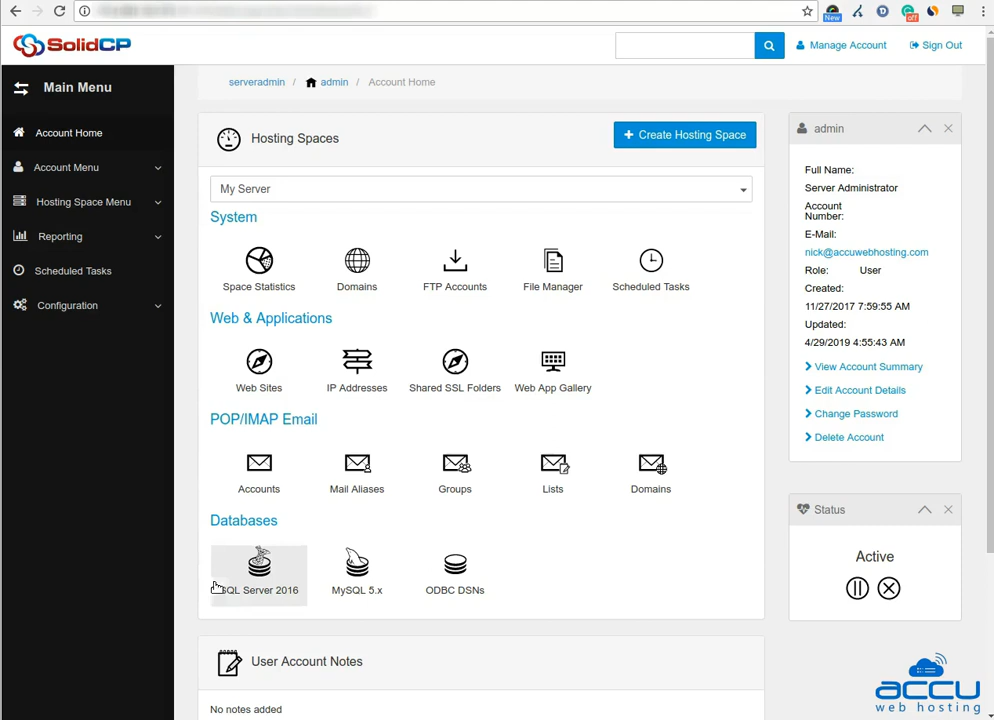 New
off
SolidCP
Manage Account
Sign Out
Main Menu
serveradmin / admin / Account Home
Account Home
Account Menu
Hosting Space Menu
Reporting
Scheduled Tasks
Configuration
Hosting Spaces
+ Create Hosting Space
My Server
System
Space Statistics
Domains
FTP Accounts
File Manager
Scheduled Tasks
Web & Applications
Web Sites
IP Addresses
Shared SSL Folders
Web App Gallery
POP/IMAP Email
Accounts
Mail Aliases
Groups
Lists
Domains
Databases
SQL Server 2016
MySQL 5.x
ODBC DSNs
User Account Notes
No notes added
admin
Full Name:
Server Administrator
Account
Number:
E-Mail:
nick@accuwebhosting.com
Role: User
Created:
11/27/2017 7:59:55 AM
Updated:
4/29/2019 4:55:43 AM
View Account Summary
Edit Account Details
Change Password
Delete Account
Status
Active
accu
web hosting